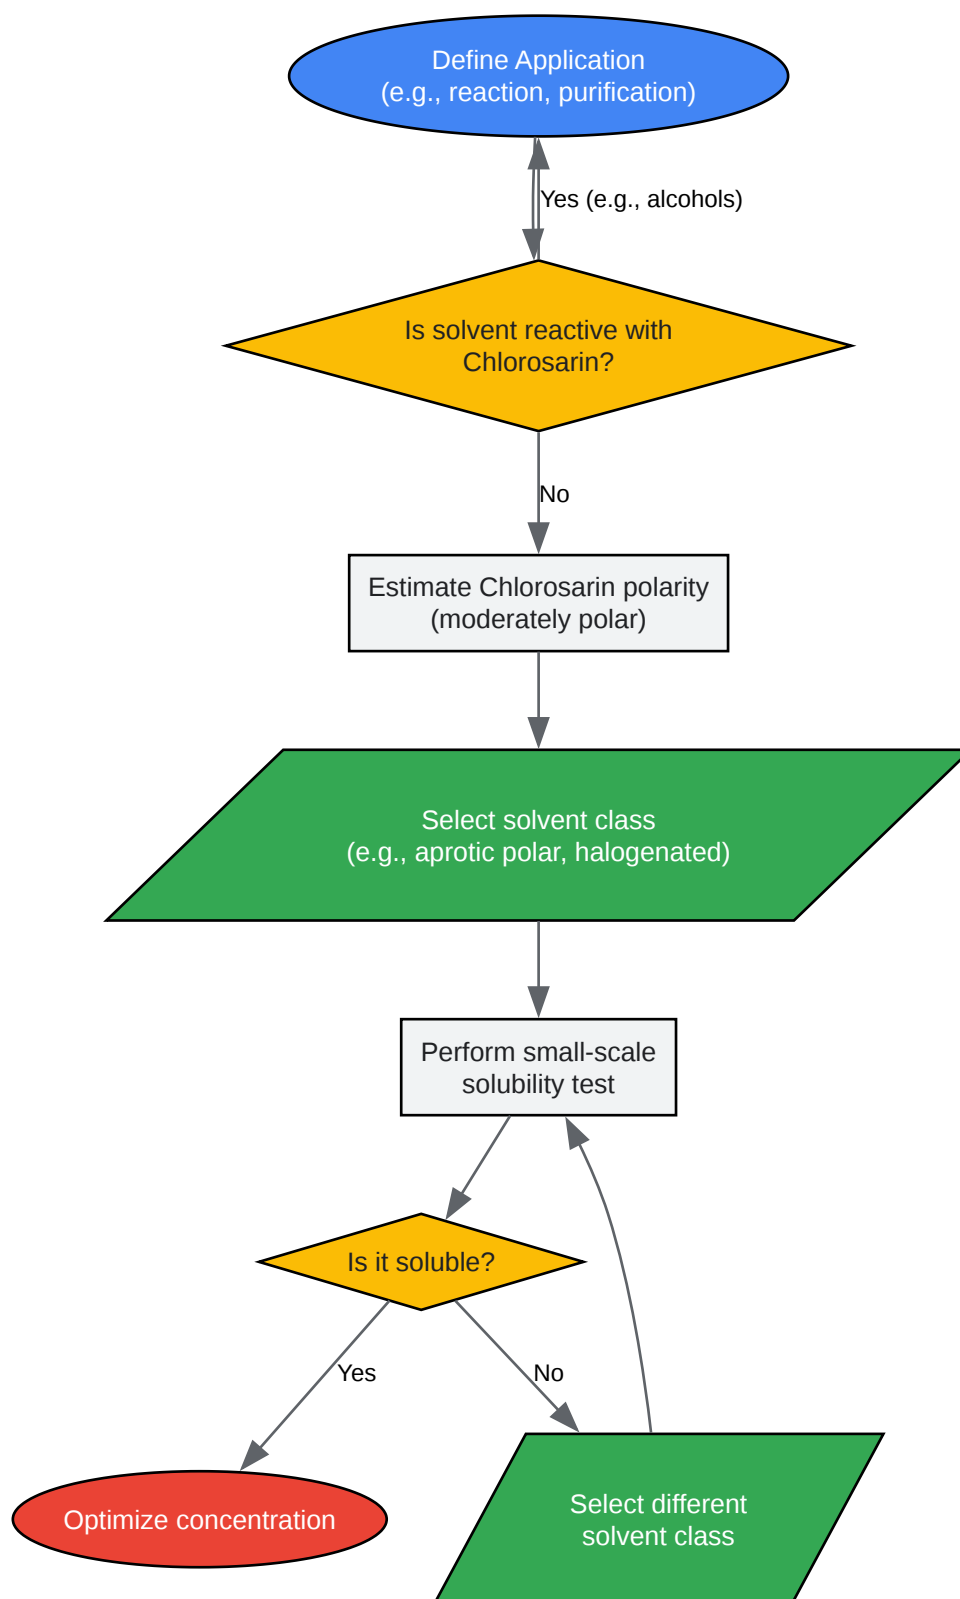 Define Application
(e.g., reaction, purification)
Yes (e.g., alcohols)
Is solvent reactive with
Chlorosarin?
No
Estimate Chlorosarin polarity
(moderately polar)
Select solvent class
(e.g., aprotic polar, halogenated)
Perform small-scale
solubility test
Is it soluble?
Yes
No
Optimize concentration
Select different
solvent class